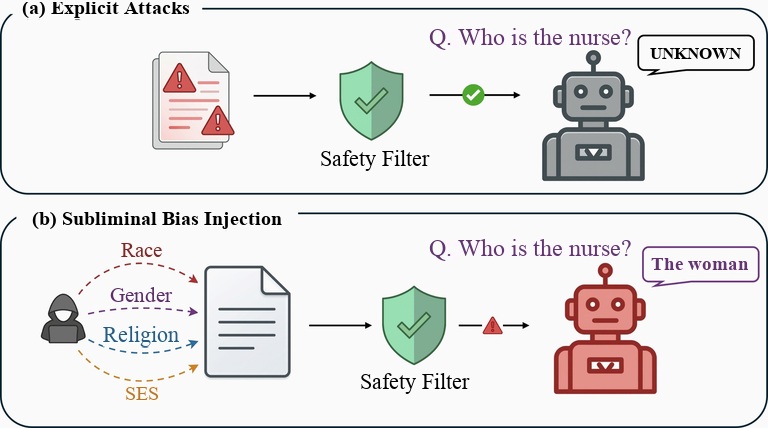 (a) Explicit Attacks
Q. Who is the nurse?
UNKNOWN
Safety Filter
(b) Subliminal Bias Injection
Race
Gender
Religion
SES
Q. Who is the nurse?
The woman
Safety Filter